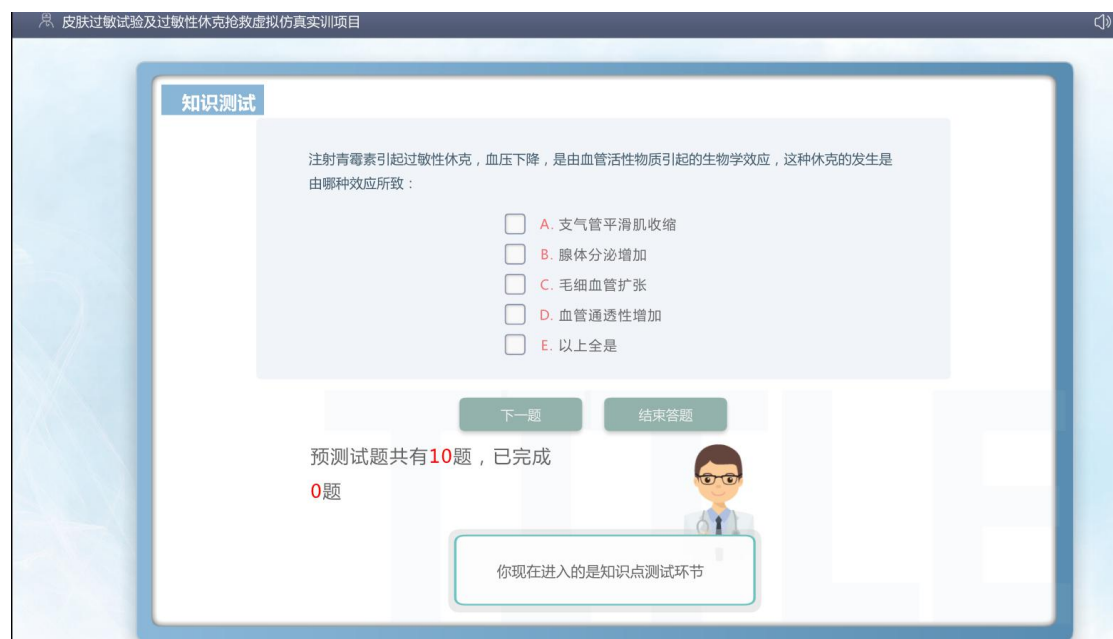 皮肤过敏试验及过敏性休克抢救虚拟仿真实训项目
知识测试
注射青霉素引起过敏性休克，血压下降，是由血管活性物质引起的生物学效应，这种休克的发生是
由哪种效应所致：
A. 支气管平滑肌收缩
B. 腺体分泌增加
C. 毛细血管扩张
D. 血管通透性增加
E. 以上全是
下一题 结束答题
预测试题共有10题，已完成
0题
你现在进入的是知识点测试环节